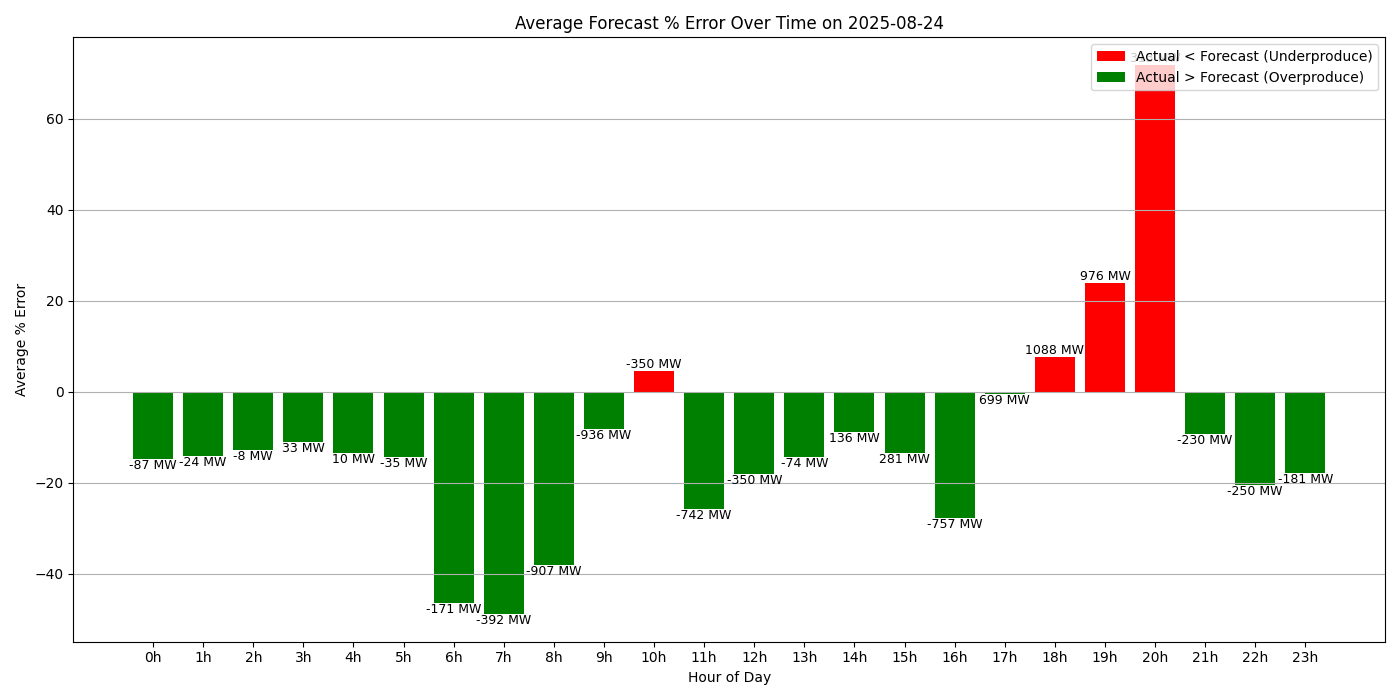 Average Forecast % Error Over Time on 2025-08-24
Actual < Forecast (Underproduce)
Actual > Forecast (Overproduce)
Average % Error
60
40
20
0
−20
−40
976 MW
1088 MW
-350 MW
699 MW
-87 MW
-24 MW
-8 MW
33 MW
10 MW
-35 MW
-171 MW
-392 MW
-907 MW
-936 MW
-742 MW
-350 MW
-74 MW
136 MW
281 MW
-757 MW
-230 MW
-250 MW
-181 MW
0h 1h 2h 3h 4h 5h 6h 7h 8h 9h 10h 11h 12h 13h 14h 15h 16h 17h 18h 19h 20h 21h 22h 23h
Hour of Day